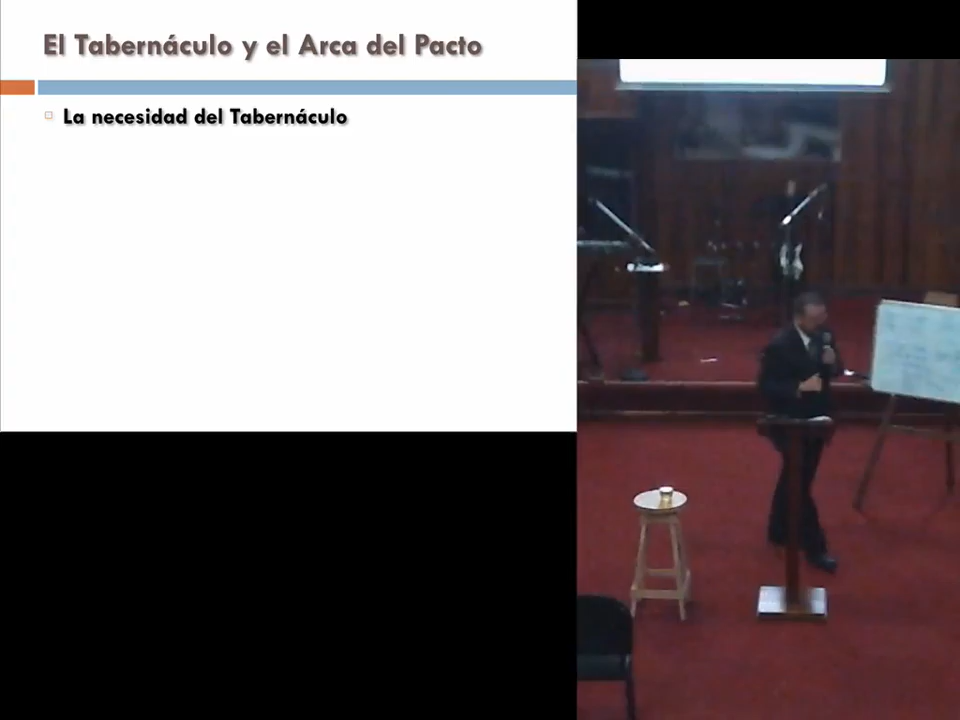 El Tabernáculo y el Arca del Pacto
La necesidad del Tabernáculo